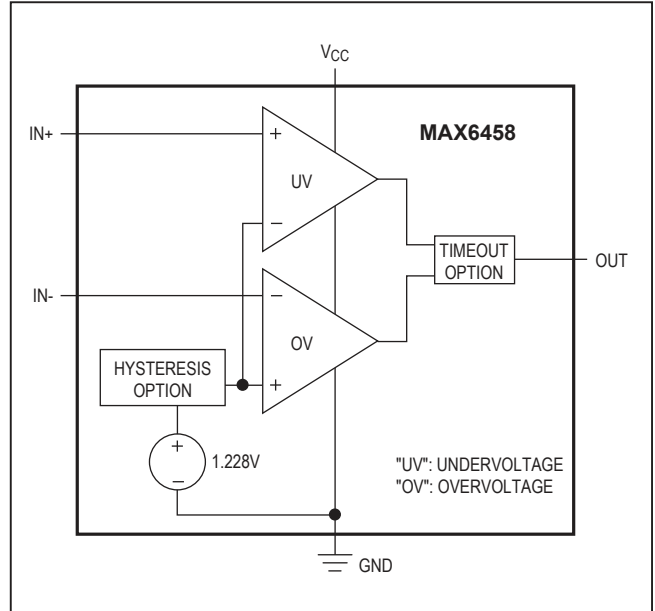 VCC
MAX6458
IN+
+
UV
−
TIMEOUT
OPTION
OUT
IN-
−
OV
+
HYSTERESIS
OPTION
+
−
1.228V
"UV": UNDERVOLTAGE
"OV": OVERVOLTAGE
GND